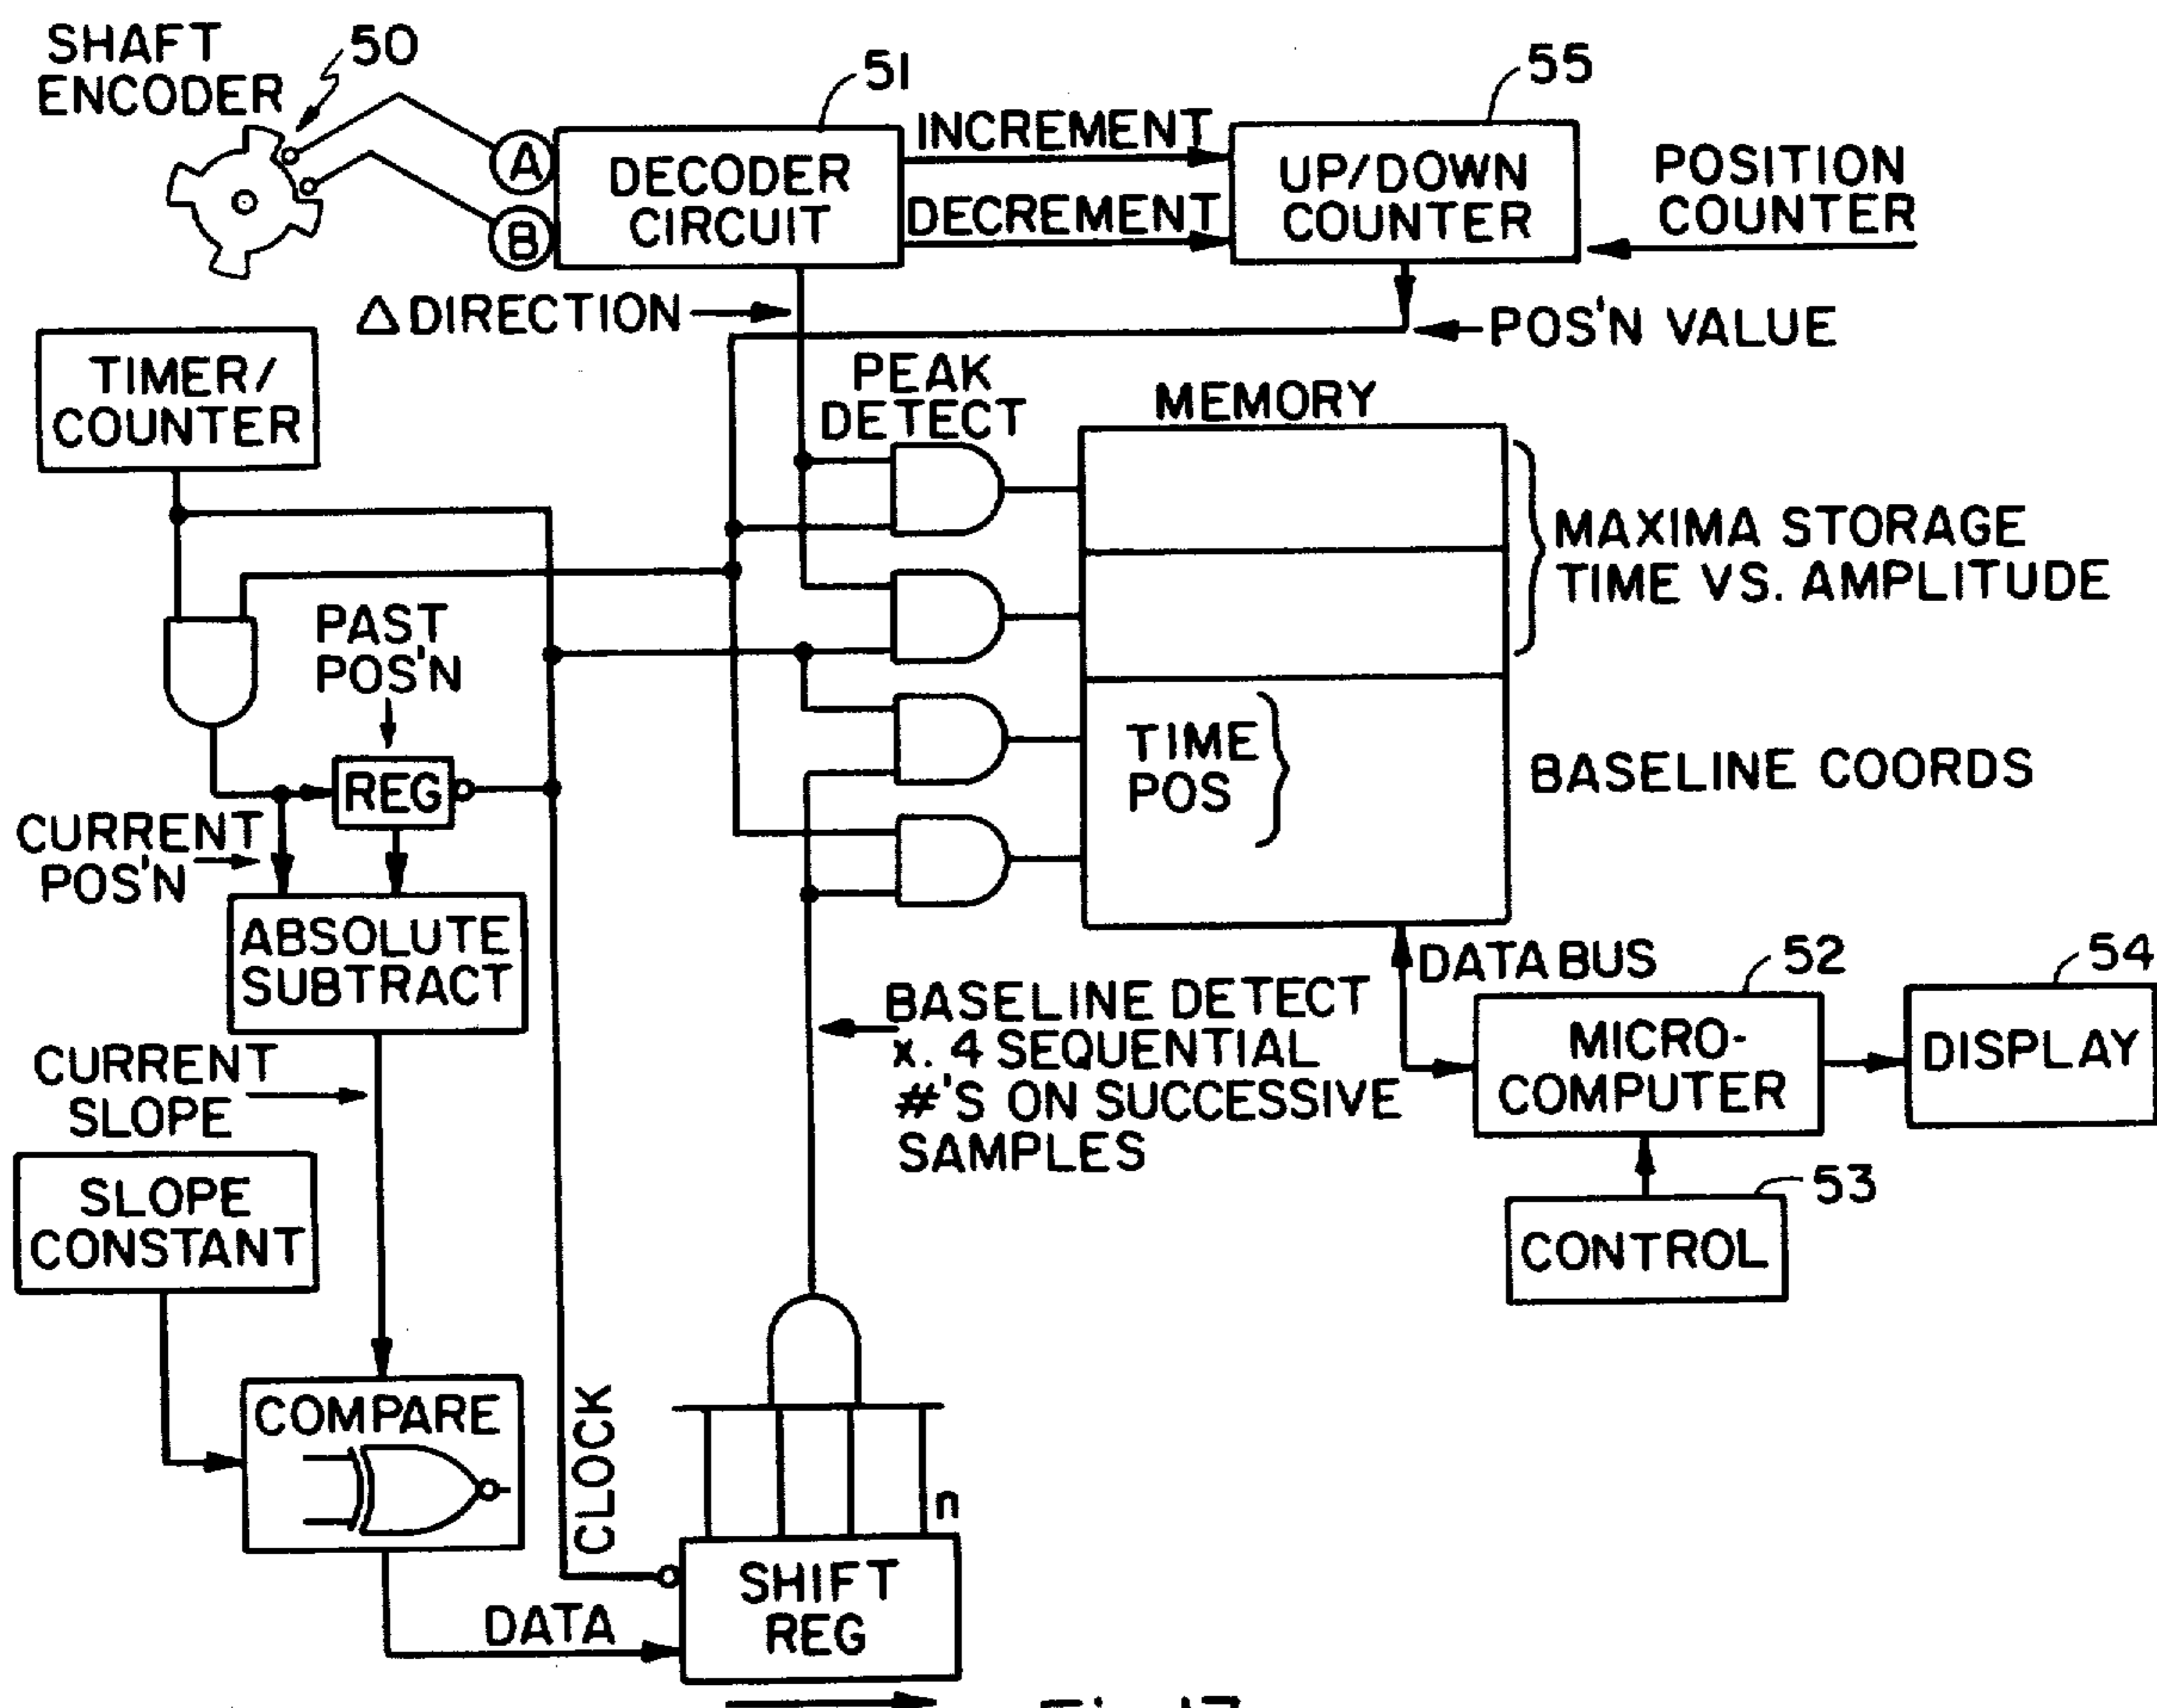 SHAFT
ENCODER
50
51
55
A
B
DECODER
CIRCUIT
INCREMENT
DECREMENT
UP/DOWN
COUNTER
POSITION
COUNTER
Δ DIRECTION
POS'N VALUE
TIMER/
COUNTER
PEAK
DETECT
MEMORY
MAXIMA STORAGE
TIME VS. AMPLITUDE
PAST
POS'N
REG
TIME
POS
BASELINE COORDS
CURRENT
POS'N
ABSOLUTE
SUBTRACT
DATA BUS
52
54
BASELINE DETECT
x. 4 SEQUENTIAL
#'S ON SUCCESSIVE
SAMPLES
MICRO-
COMPUTER
DISPLAY
CURRENT
SLOPE
53
CONTROL
SLOPE
CONSTANT
COMPARE
CLOCK
n
SHIFT
REG
DATA